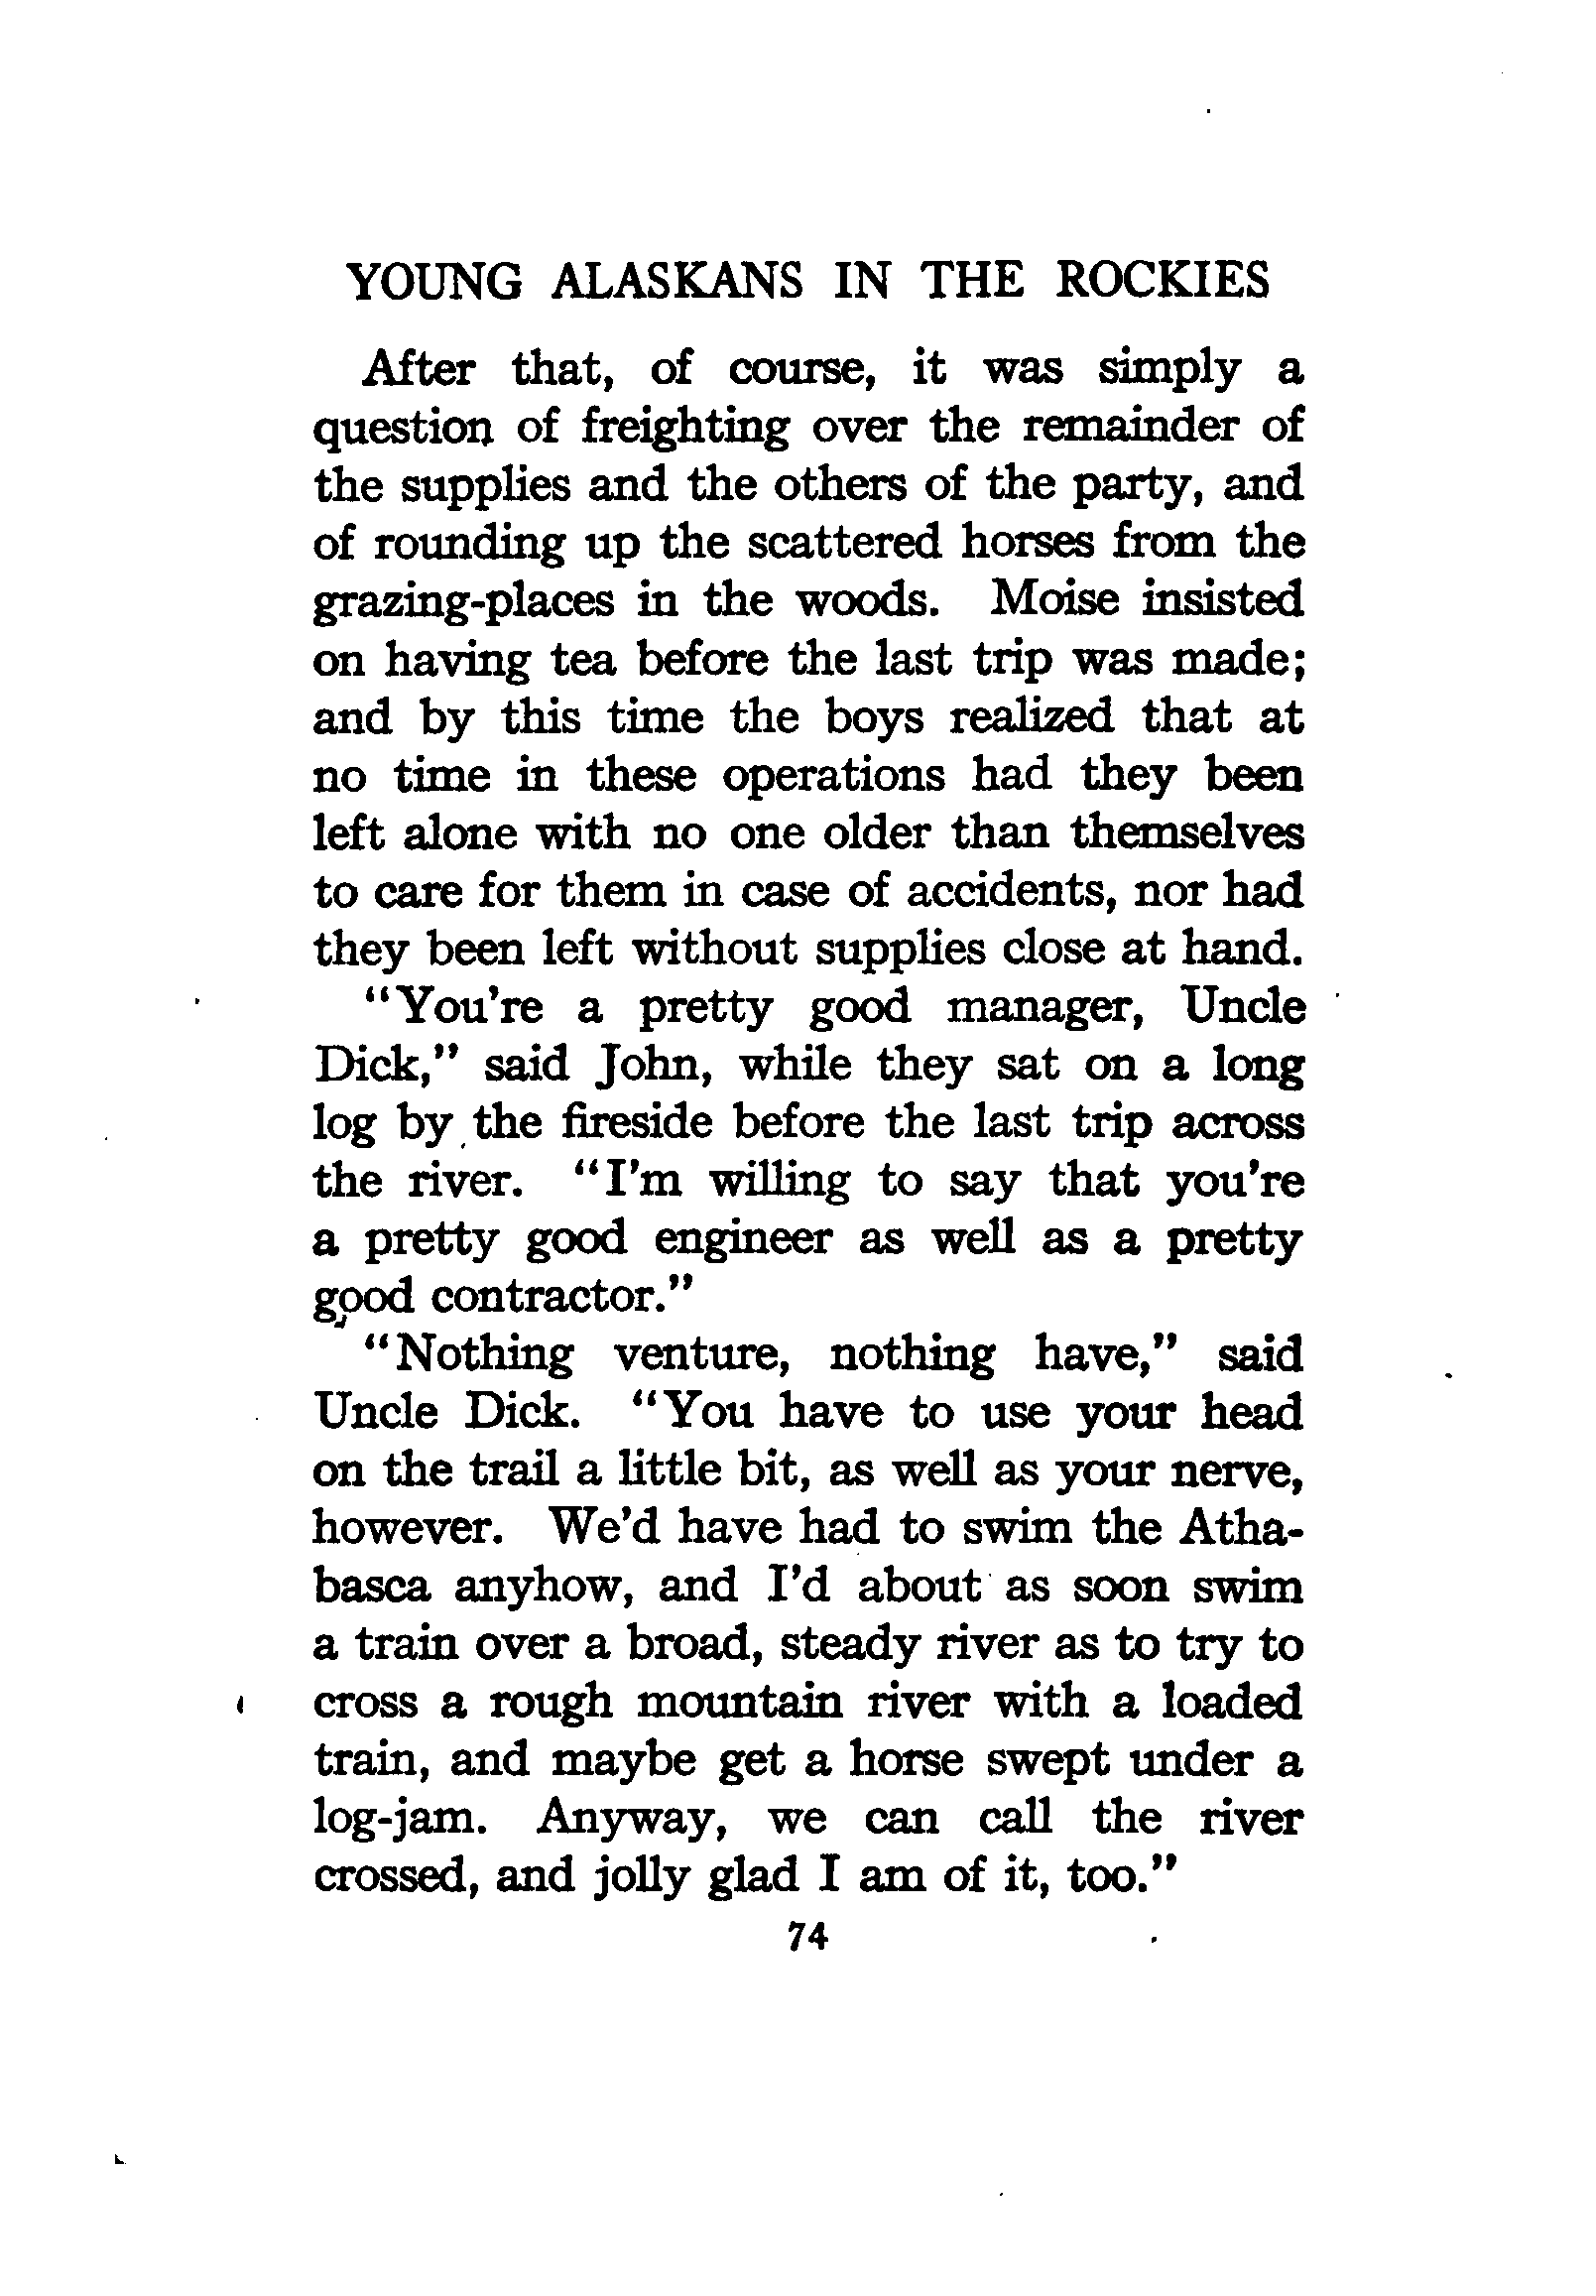 YOUNG ALASKANS IN THE ROCKIES
After that, of course, it was simply a
question of freighting over the remainder of
the supplies and the others of the party, and
of rounding up the scattered horses from the
grazing-places in the woods. Moise insisted
on having tea before the last trip was made;
and by this time the boys realized that at
no time in these operations had they been
left alone with no one older than themselves
to care for them in case of accidents, nor had
they been left without supplies close at hand.
"You're a pretty good manager, Uncle
Dick," said John, while they sat on a long
log by the fireside before the last trip across
the river. "I'm willing to say that you're
a pretty good engineer as well as a pretty
good contractor."
"Nothing venture, nothing have," said
Uncle Dick. "You have to use your head
on the trail a little bit, as well as your nerve,
however. We'd have had to swim the Atha-
basca anyhow, and I'd about as soon swim
a train over a broad, steady river as to try to
cross a rough mountain river with a loaded
train, and maybe get a horse swept under a
log-jam. Anyway, we can call the river
crossed, and jolly glad I am of it, too."
74